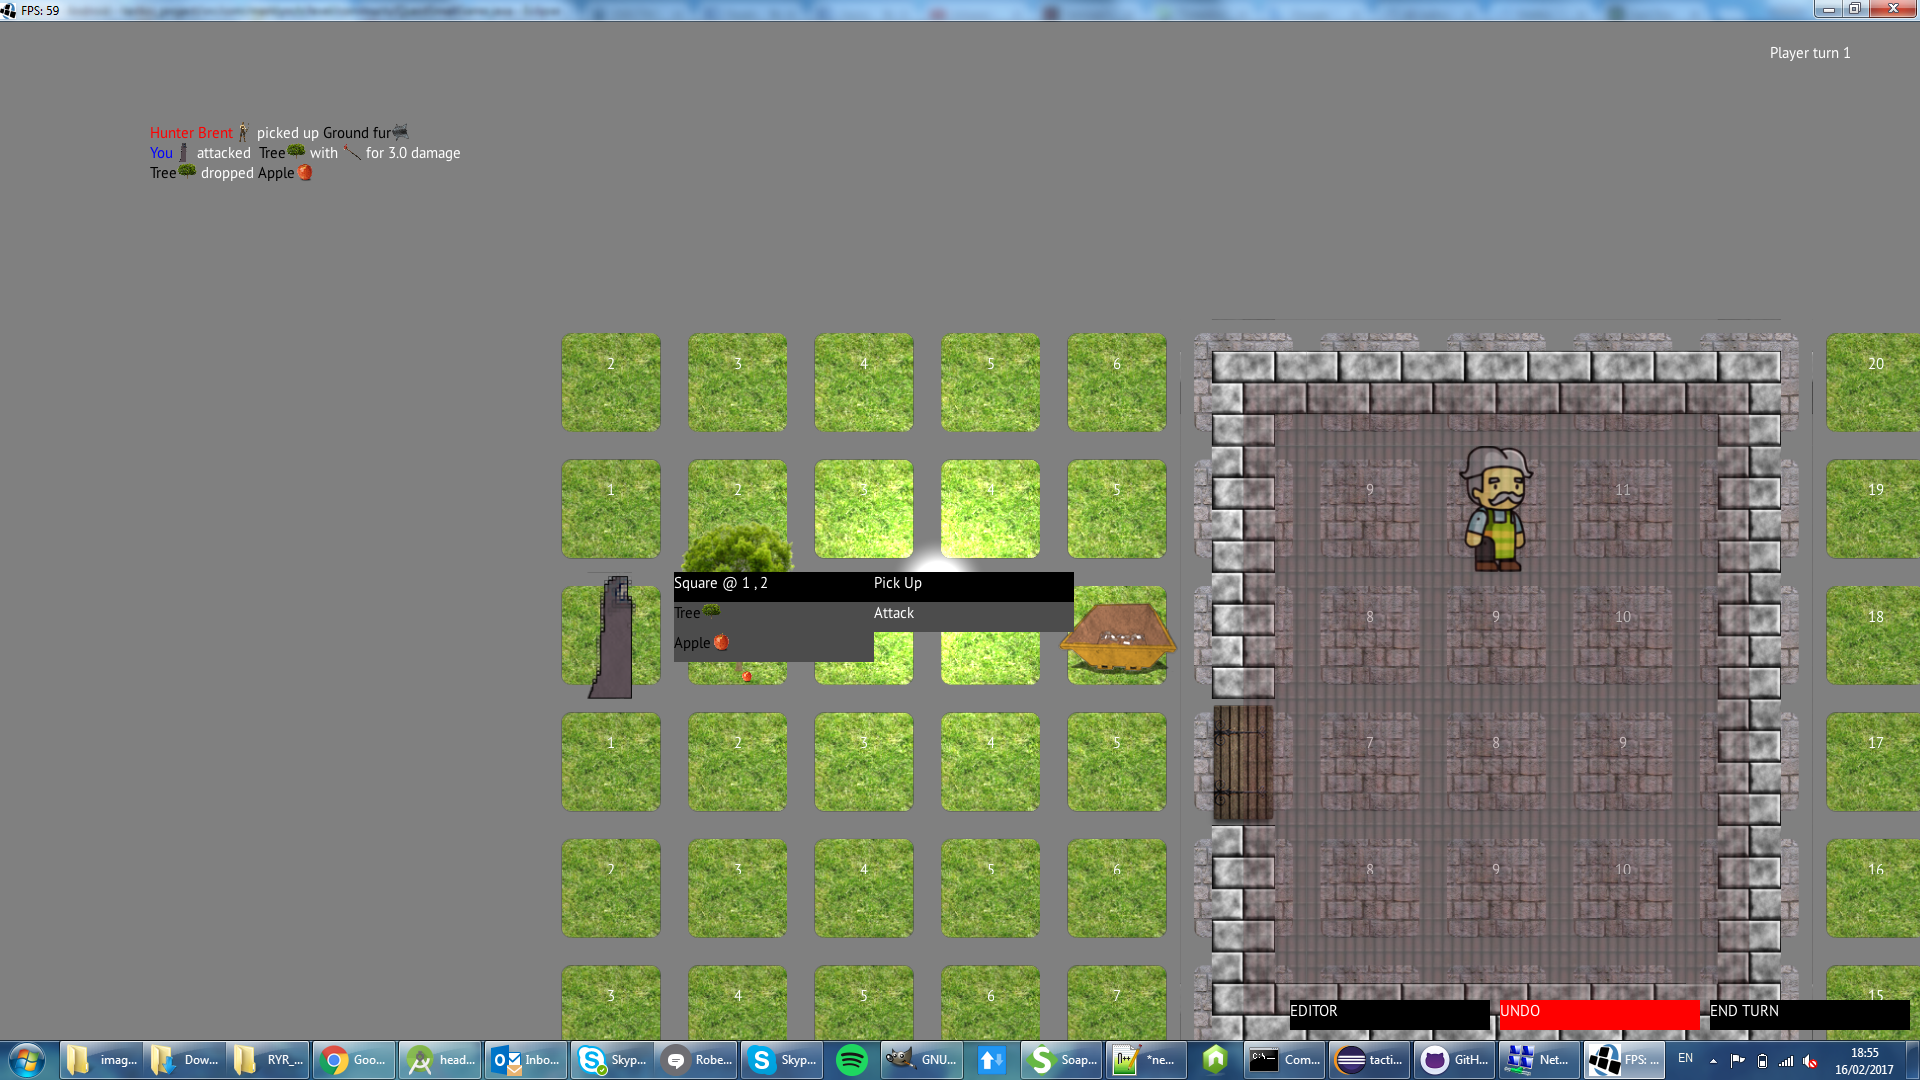 FPS: 59
Player turn 1
Hunter Brent picked up Ground fur
You attacked Tree with for 3.0 damage
Tree dropped Apple
2 3 4 5 6 20
1 2 3 4 5 9 11 19
Square @ 1 , 2 Pick Up
Tree Attack
Apple
8 9 10 18
1 2 3 4 5 7 8 9 17
2 3 4 5 6 8 9 10 16
3 4 5 6 7 15
EDITOR UNDO END TURN
imag... Dow... RYR_... Goo... head... Inbo... Skyp... Robe... Skyp... GNU... Soap... *ne... Com... tacti... GitH... Net... FPS: ... EN 18:55
16/02/2017